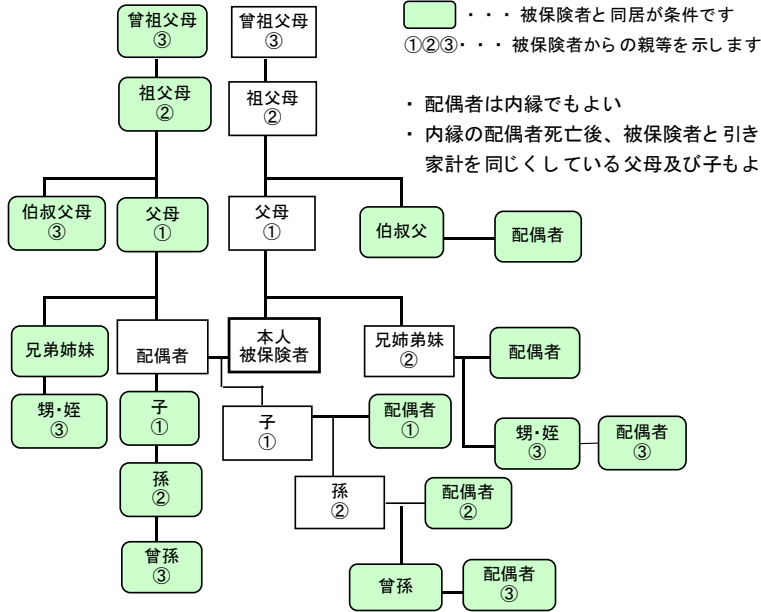 曾祖父母
③
曾祖父母
③
・・・ 被保険者と同居が条件です
①②③・・・ 被保険者からの親等を示します
祖父母
②
祖父母
②
・ 配偶者は内縁でもよい
・ 内縁の配偶者死亡後、被保険者と引き
家計を同じくしている父母及び子もよ
伯叔父母
③
父母
①
父母
①
伯叔父
配偶者
兄弟姉妹
配偶者
本人
被保険者
兄姉弟妹
②
配偶者
甥・姪
③
子
①
子
①
配偶者
①
甥・姪
③
配偶者
③
孫
②
孫
②
配偶者
②
曾孫
③
曾孫
配偶者
③